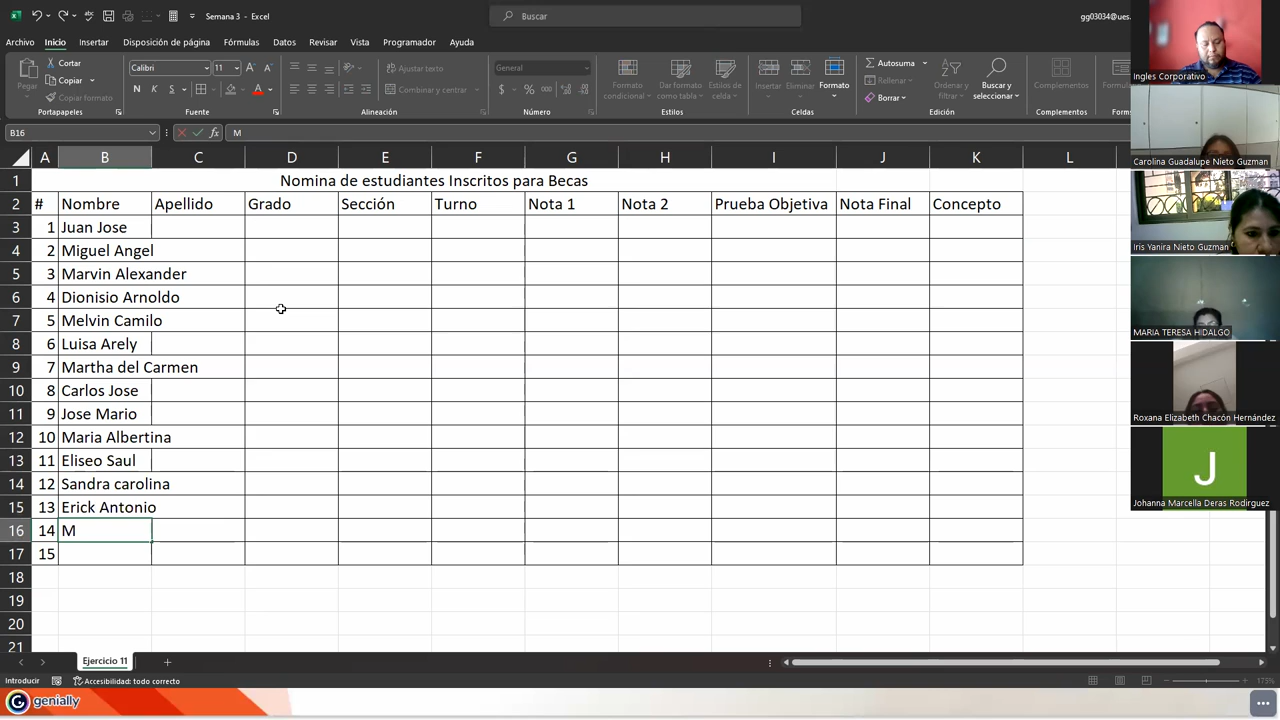 Semana 3 - Excel
Buscar
gg03034@ues.
Archivo Inicio Insertar Disposición de página Fórmulas Datos Revisar Vista Programador Ayuda
Pegar
Cortar
Copiar
Copiar formato
Portapapeles
Calibri 11
N K S
Fuente
Ajustar texto
Combinar y centrar
Alineación
General
% 000
Número
Formato condicional
Dar formato como tabla
Estilos de celda
Estilos
Insertar Eliminar Formato
Celdas
Autosuma
Rellenar
Borrar
Ordenar y filtrar
Buscar y seleccionar
Edición
Complementos
Complementos
B16 fx M
A B C D E F G H I J K L
1 Nomina de estudiantes Inscritos para Becas
2 # Nombre Apellido Grado Sección Turno Nota 1 Nota 2 Prueba Objetiva Nota Final Concepto
3 1 Juan Jose
4 2 Miguel Angel
5 3 Marvin Alexander
6 4 Dionisio Arnoldo
7 5 Melvin Camilo
8 6 Luisa Arely
9 7 Martha del Carmen
10 8 Carlos Jose
11 9 Jose Mario
12 10 Maria Albertina
13 11 Eliseo Saul
14 12 Sandra carolina
15 13 Erick Antonio
16 14 M
17 15
18
19
20
21
Ejercicio 11
Introducir
Accesibilidad: todo correcto
175%
genially
Ingles Corporativo
Carolina Guadalupe Nieto Guzman
Iris Yanira Nieto Guzman
MARIA TERESA HIDALGO
Roxana Elizabeth Chacón Hernández
J
Johanna Marcella Deras Rodirguez